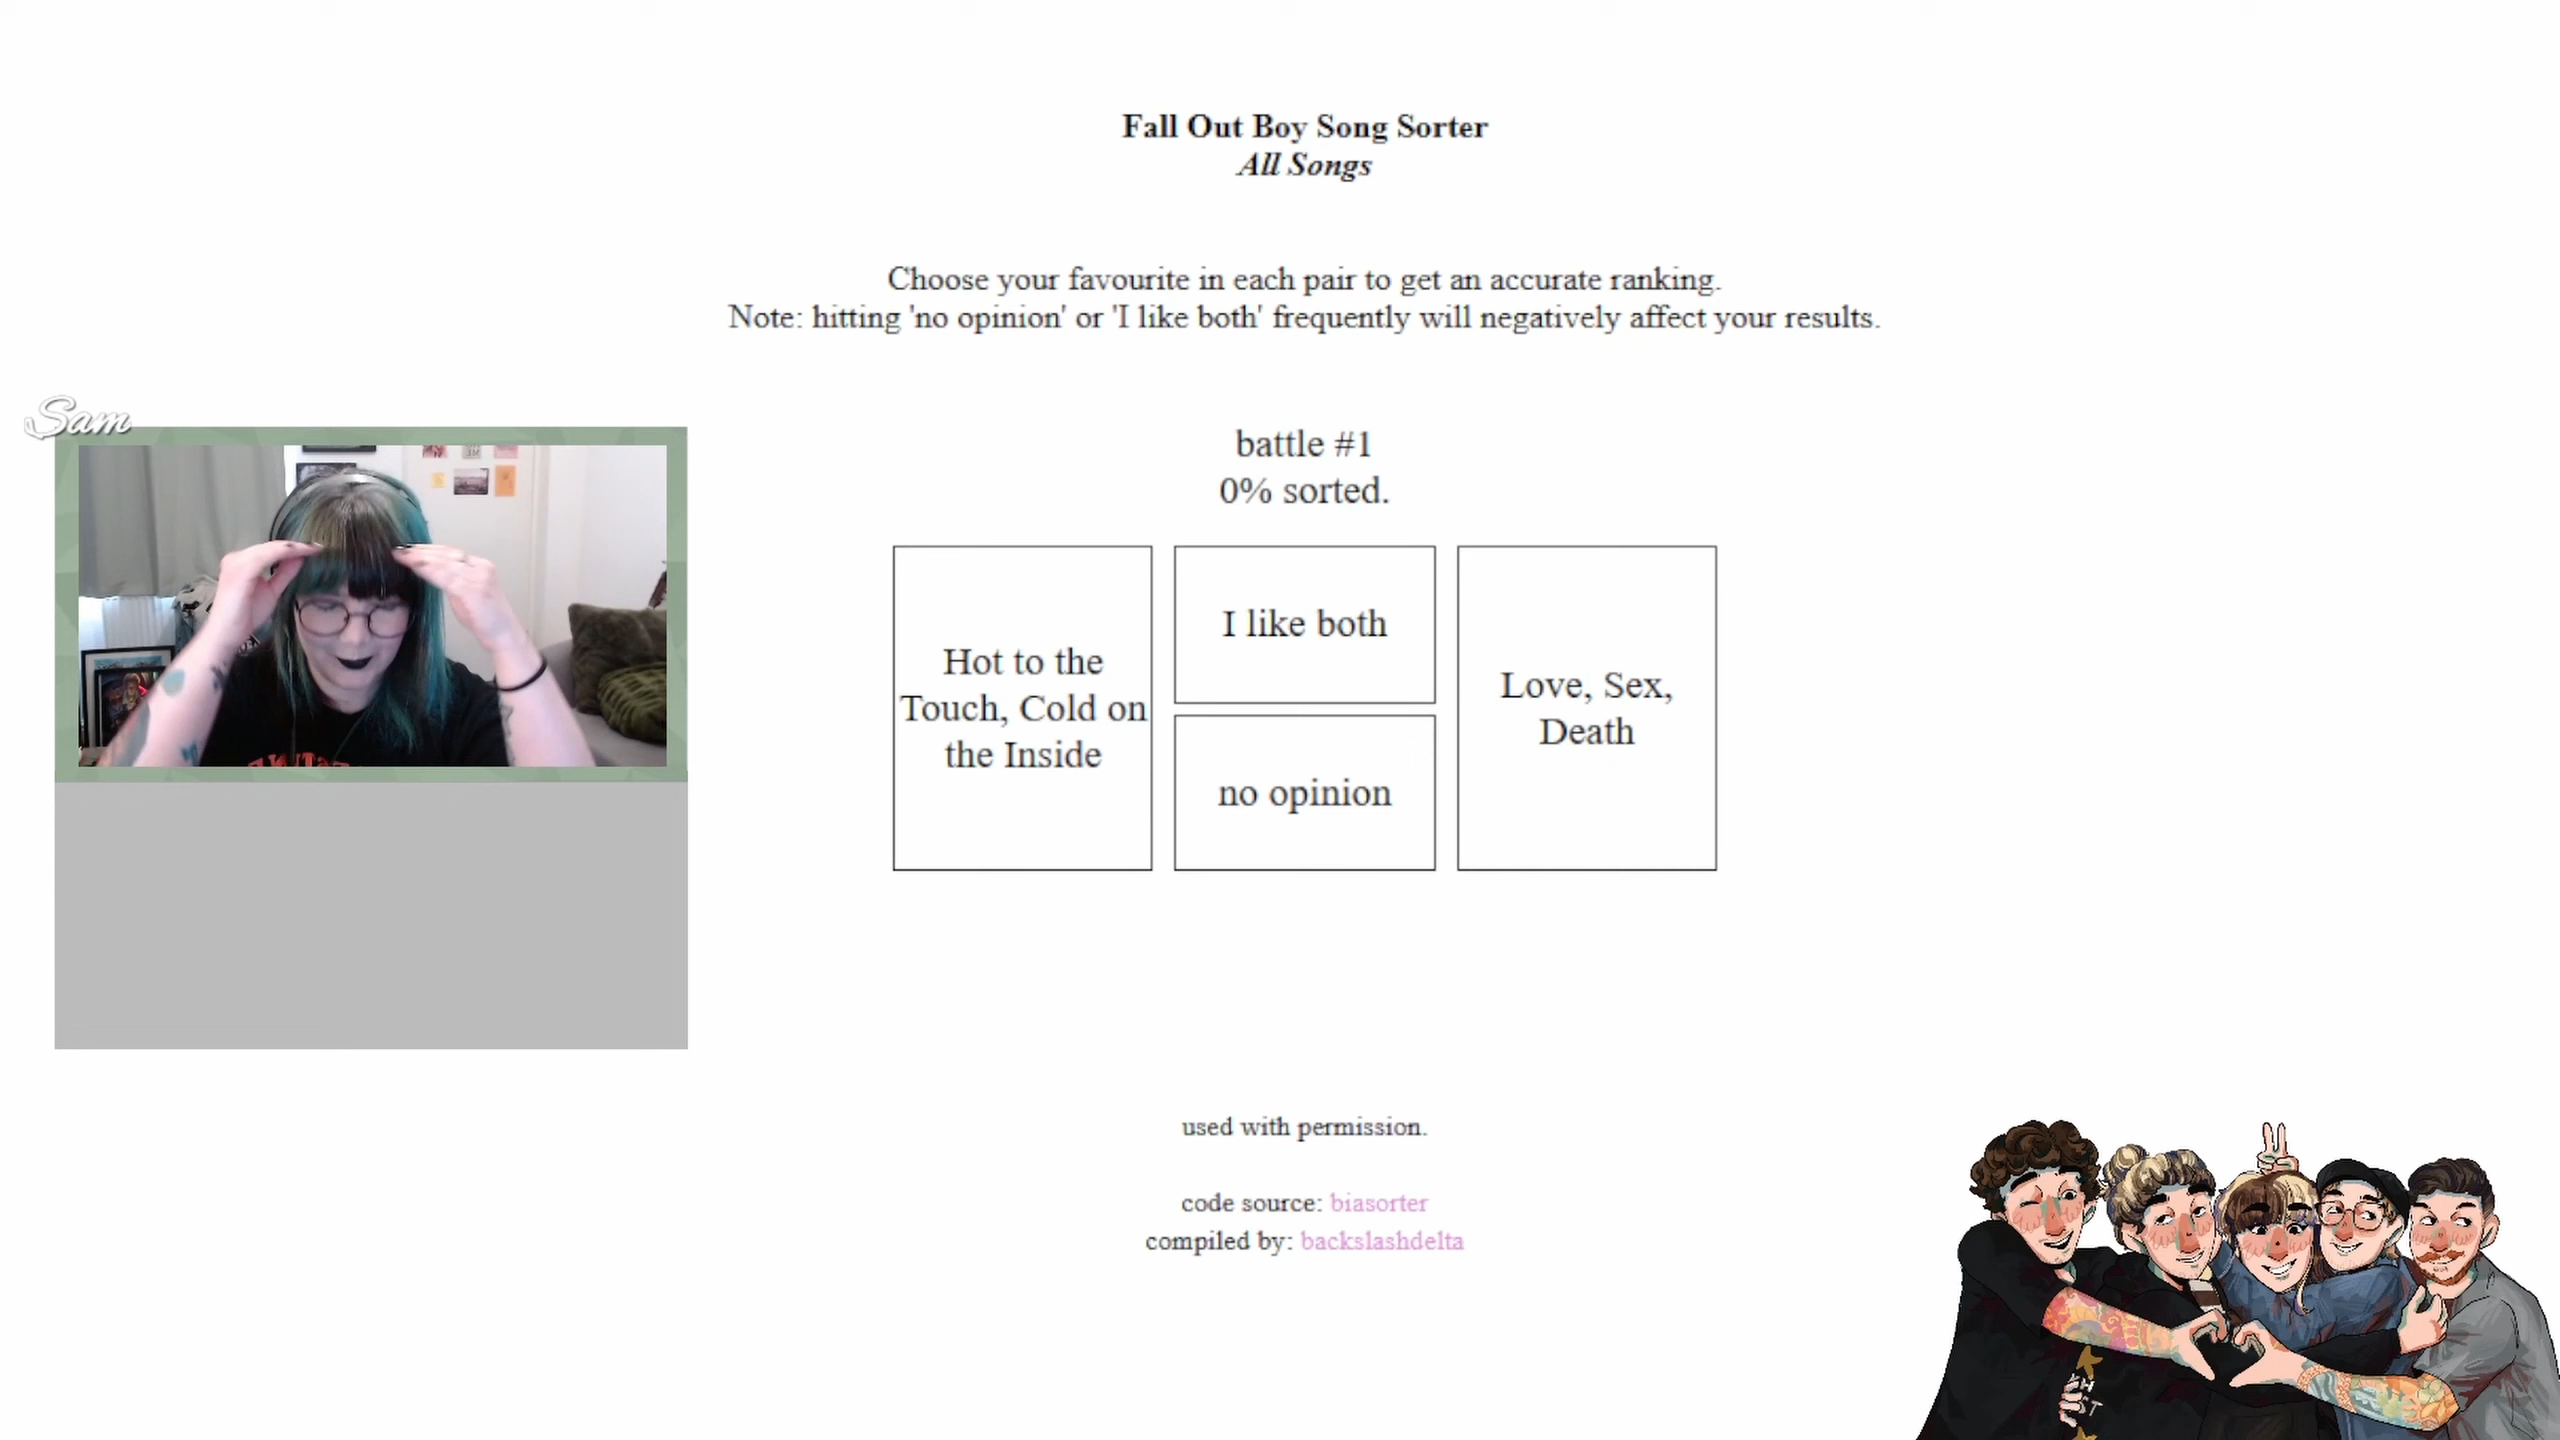 Fall Out Boy Song Sorter
All Songs
Choose your favourite in each pair to get an accurate ranking.
Note: hitting 'no opinion' or 'I like both' frequently will negatively affect your results.
Sam
battle #1
0% sorted.
Hot to the
Touch, Cold on
the Inside
I like both
no opinion
Love, Sex,
Death
used with permission.
code source: biasorter
compiled by: backslashdelta